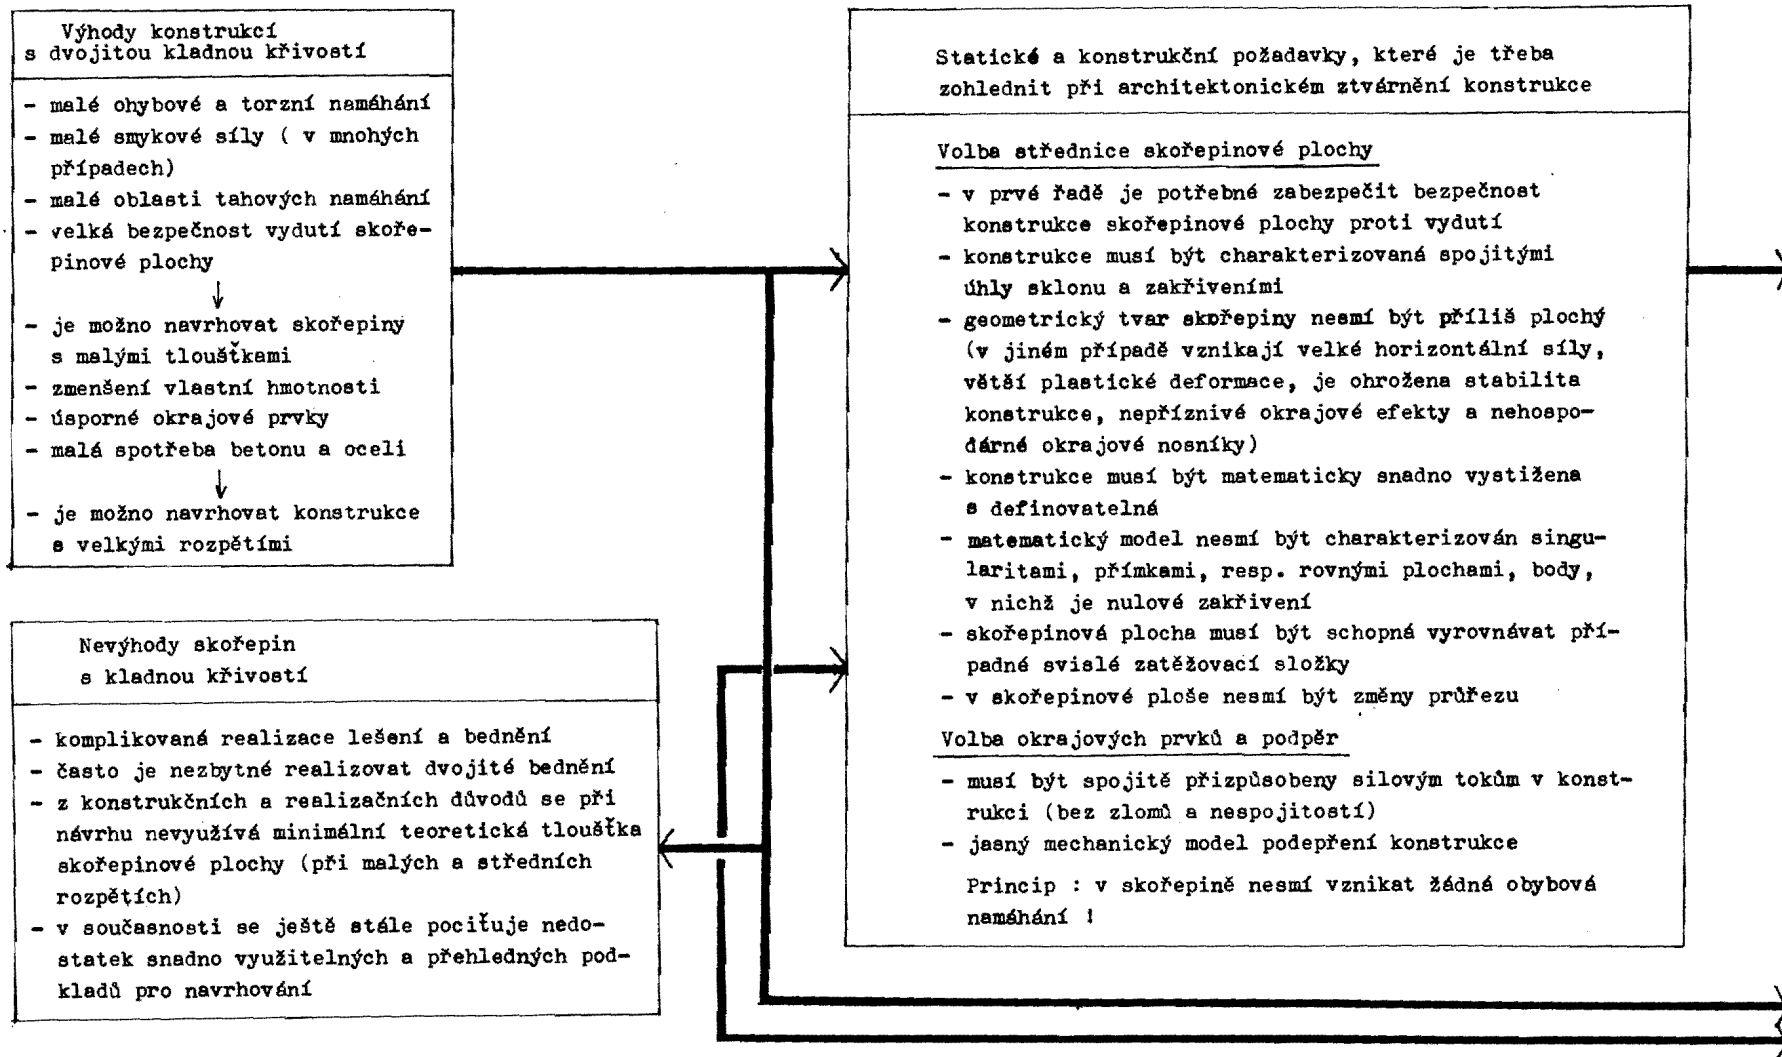 Výhody konstrukcí
s dvojitou kladnou křivostí
- malé ohybové a torzní namáhání
- malé smykové síly ( v mnohých
případech)
- malé oblasti tahových namáhání
- velká bezpečnost vydutí skoře-
pinové plochy
- je možno navrhovat skořepiny
s malými tloušťkami
- zmenšení vlastní hmotnosti
- úsporné okrajové prvky
- malá spotřeba betonu a oceli
- je možno navrhovat konstrukce
s velkými rozpětími
Nevýhody skořepin
s kladnou křivostí
- komplikovaná realizace lešení a bednění
- často je nezbytné realizovat dvojité bednění
- z konstrukčních a realizačních důvodů se při
návrhu nevyužívá minimální teoretická tloušťka
skořepinové plochy (při malých a středních
rozpětích)
- v současnosti se ještě stále pociťuje nedo-
statek snadno využitelných a přehledných pod-
kladů pro navrhování
Statické a konstrukční požadavky, které je třeba
zohlednit při architektonickém ztvárnění konstrukce
Volba střednice skořepinové plochy
- v prvé řadě je potřebné zabezpečit bezpečnost
konstrukce skořepinové plochy proti vydutí
- konstrukce musí být charakterizovaná spojitými
úhly sklonu a zakřiveními
- geometrický tvar skořepiny nesmí být příliš plochý
(v jiném případě vznikají velké horizontální síly,
větší plastické deformace, je ohrožena stabilita
konstrukce, nepříznivé okrajové efekty a nehospo-
dárné okrajové nosníky)
- konstrukce musí být matematicky snadno vystižena
s definovatelná
- matematický model nesmí být charakterizován singu-
laritami, přímkami, resp. rovnými plochami, body,
v nichž je nulové zakřivení
- skořepinová plocha musí být schopná vyrovnávat pří-
padné svislé zatěžovací složky
- v skořepinové ploše nesmí být změny průřezu
Volba okrajových prvků a podpěr
- musí být spojitě přizpůsobeny silovým tokům v konst-
rukci (bez zlomů a nespojitostí)
- jasný mechanický model podepření konstrukce
Princip : v skořepině nesmí vznikat žádná obybová
namáhání !